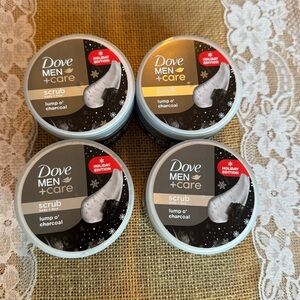 Dove
MEN
+care
HOLIDAY
EDITION
scrub
lump o'
charcoal
Dove
MEN
+care
HOLIDAY
EDITION
scrub
lump o'
charcoal
Dove
MEN
+care
HOLIDAY
EDITION
scrub
lump o'
charcoal
Dove
MEN
+care
HOLIDAY
EDITION
scrub
lump o'
charcoal